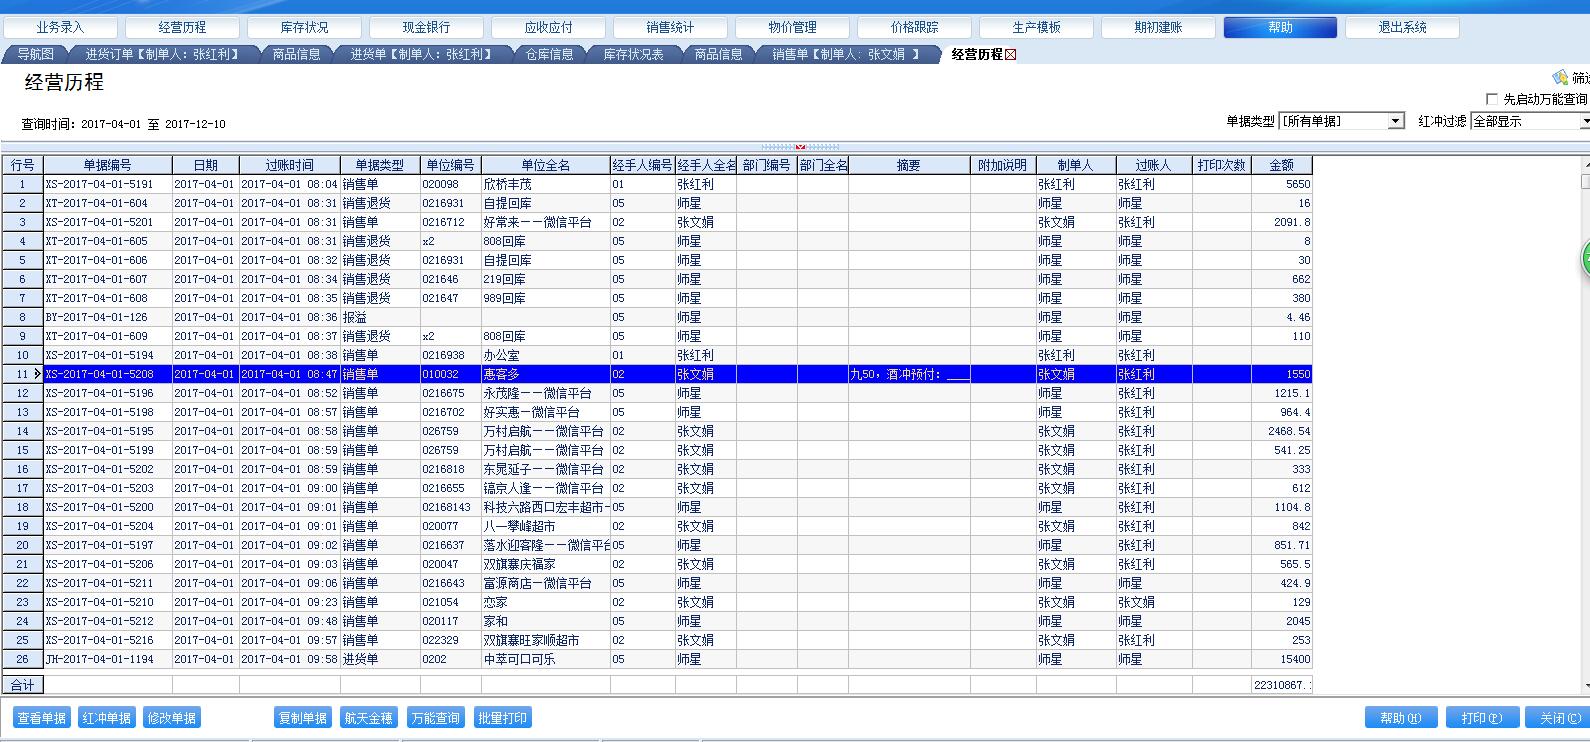 业务录入 经营历程 库存状况 现金银行 应收应付 销售统计 物价管理 价格跟踪 生产模板 期初建账 帮助 退出系统
导航图 进货订单【制单人：张红利】 商品信息 进货单【制单人：张红利】 仓库信息 库存状况表 商品信息 销售单【制单人：张文娟 】 经营历程
经营历程
先启动万能查询
查询时间：2017-04-01 至 2017-12-10 单据类型 [所有单据] 红冲过滤 全部显示
行号 单据编号 日期 过账时间 单据类型 单位编号 单位全名 经手人编号 经手人全名 部门编号 部门全名 摘要 附加说明 制单人 过账人 打印次数 金额
1 XS-2017-04-01-5191 2017-04-01 2017-04-01 08:04 销售单 020098 欣桥丰茂 01 张红利 张红利 张红利 5650
2 XT-2017-04-01-604 2017-04-01 2017-04-01 08:31 销售退货 0216931 自提回库 05 师星 师星 师星 16
3 XS-2017-04-01-5201 2017-04-01 2017-04-01 08:31 销售单 0216712 好常来——微信平台 02 张文娟 张文娟 张红利 2091.8
4 XT-2017-04-01-605 2017-04-01 2017-04-01 08:31 销售退货 x2 808回库 05 师星 师星 师星 8
5 XT-2017-04-01-606 2017-04-01 2017-04-01 08:32 销售退货 0216931 自提回库 05 师星 师星 师星 30
6 XT-2017-04-01-607 2017-04-01 2017-04-01 08:34 销售退货 021646 219回库 05 师星 师星 师星 662
7 XT-2017-04-01-608 2017-04-01 2017-04-01 08:35 销售退货 021647 989回库 05 师星 师星 师星 380
8 BY-2017-04-01-126 2017-04-01 2017-04-01 08:36 报溢 05 师星 师星 师星 4.46
9 XT-2017-04-01-609 2017-04-01 2017-04-01 08:37 销售退货 x2 808回库 05 师星 师星 师星 110
10 XS-2017-04-01-5194 2017-04-01 2017-04-01 08:38 销售单 0216938 办公室 01 张红利 张红利 张红利
11 XS-2017-04-01-5208 2017-04-01 2017-04-01 08:47 销售单 010032 惠客多 02 张文娟 九50，酒冲预付：____ 张文娟 张红利 1550
12 XS-2017-04-01-5196 2017-04-01 2017-04-01 08:52 销售单 0216675 永茂隆——微信平台 05 师星 师星 张红利 1215.1
13 XS-2017-04-01-5198 2017-04-01 2017-04-01 08:57 销售单 0216702 好实惠—微信平台 05 师星 师星 张红利 964.4
14 XS-2017-04-01-5195 2017-04-01 2017-04-01 08:58 销售单 026759 万村启航——微信平台 02 张文娟 张文娟 张红利 2468.54
15 XS-2017-04-01-5199 2017-04-01 2017-04-01 08:59 销售单 026759 万村启航——微信平台 02 张文娟 张文娟 张红利 541.25
16 XS-2017-04-01-5202 2017-04-01 2017-04-01 08:59 销售单 0216818 东晃延子——微信平台 02 张文娟 张文娟 张红利 333
17 XS-2017-04-01-5203 2017-04-01 2017-04-01 09:00 销售单 0216655 镐京人逢——微信平台 02 张文娟 张文娟 张红利 612
18 XS-2017-04-01-5200 2017-04-01 2017-04-01 09:01 销售单 02168143 科技六路西口宏丰超市- 05 师星 师星 张红利 1104.8
19 XS-2017-04-01-5204 2017-04-01 2017-04-01 09:01 销售单 020077 八一攀峰超市 02 张文娟 张文娟 张红利 842
20 XS-2017-04-01-5197 2017-04-01 2017-04-01 09:02 销售单 0216637 落水迎客隆——微信平台 05 师星 师星 张红利 851.71
21 XS-2017-04-01-5206 2017-04-01 2017-04-01 09:03 销售单 020047 双旗寨庆福家 02 张文娟 张文娟 张红利 565.5
22 XS-2017-04-01-5211 2017-04-01 2017-04-01 09:06 销售单 0216643 富源商店—微信平台 05 师星 师星 师星 424.9
23 XS-2017-04-01-5210 2017-04-01 2017-04-01 09:23 销售单 021054 恋家 02 张文娟 张文娟 张文娟 129
24 XS-2017-04-01-5212 2017-04-01 2017-04-01 09:48 销售单 020117 家和 05 师星 师星 师星 2045
25 XS-2017-04-01-5216 2017-04-01 2017-04-01 09:57 销售单 022329 双旗寨旺家顺超市 02 张文娟 张文娟 张红利 253
26 JH-2017-04-01-1194 2017-04-01 2017-04-01 09:58 进货单 0202 中萃可口可乐 05 师星 师星 师星 15400
合计 22310867.
查看单据 红冲单据 修改单据 复制单据 航天金穗 万能查询 批量打印 帮助(H) 打印(P) 关闭(C)